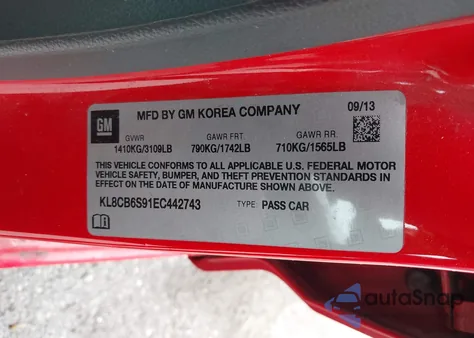 MFD BY GM KOREA COMPANY 09/13
GM
GVWR GAWR FRT. GAWR RR.
1410KG/3109LB 790KG/1742LB 710KG/1565LB
THIS VEHICLE CONFORMS TO ALL APPLICABLE U.S. FEDERAL MOTOR
VEHICLE SAFETY, BUMPER, AND THEFT PREVENTION STANDARDS IN
EFFECT ON THE DATE OF MANUFACTURE SHOWN ABOVE.
KL8CB6S91EC442743 TYPE: PASS CAR
autoSnap